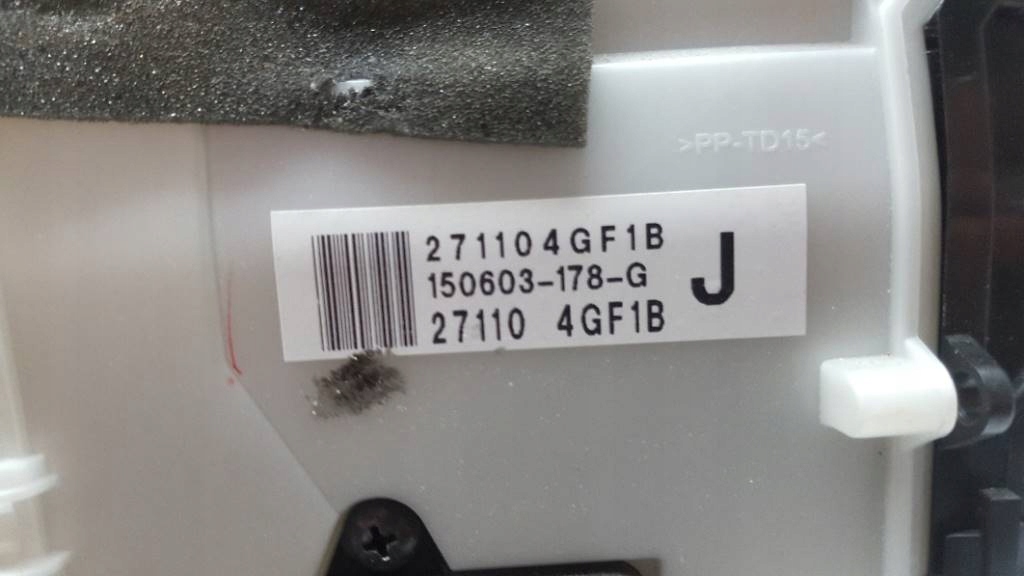 >PP-TD15<
271104GF1B
150603-178-G
27110 4GF1B
J